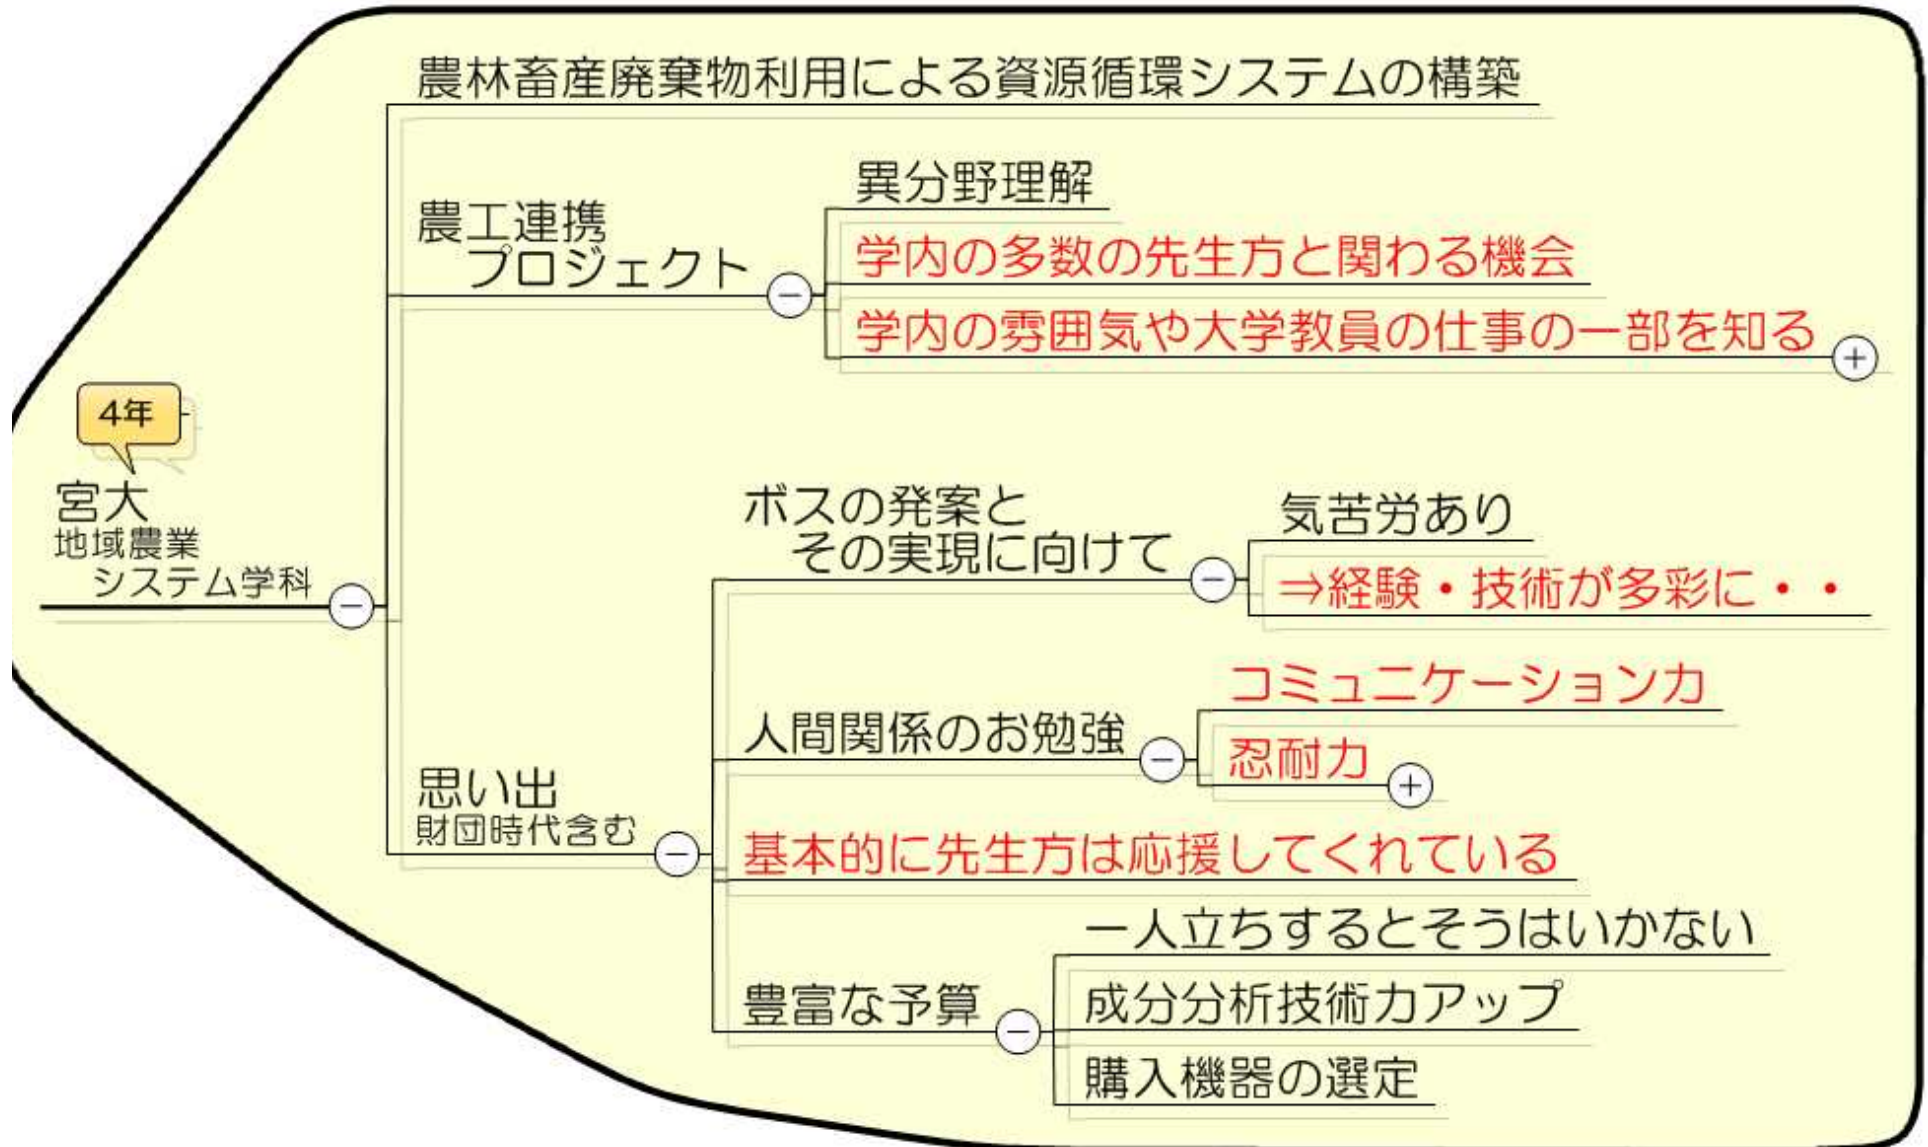 農林畜産廃棄物利用による資源循環システムの構築
農工連携
プロジェクト
異分野理解
学内の多数の先生方と関わる機会
学内の雰囲気や大学教員の仕事の一部を知る
4年
宮大
地域農業
システム学科
ボスの発案と
その実現に向けて
気苦労あり
⇒経験・技術が多彩に・・
人間関係のお勉強
コミュニケーション力
忍耐力
思い出
財団時代含む
基本的に先生方は応援してくれている
豊富な予算
一人立ちするとそうはいかない
成分分析技術力アップ
購入機器の選定